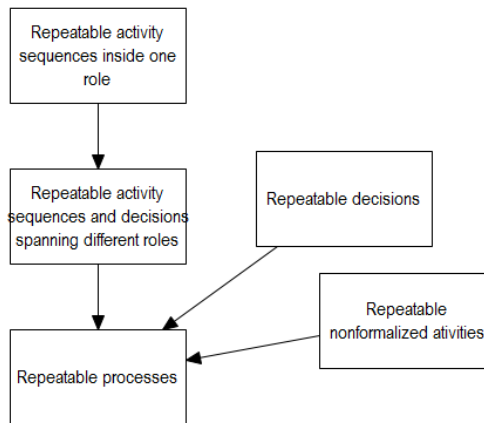 Repeatable activity
sequences inside one
role
Repeatable activity
sequences and decisions
spanning different roles
Repeatable decisions
Repeatable
nonformalized ativities
Repeatable processes